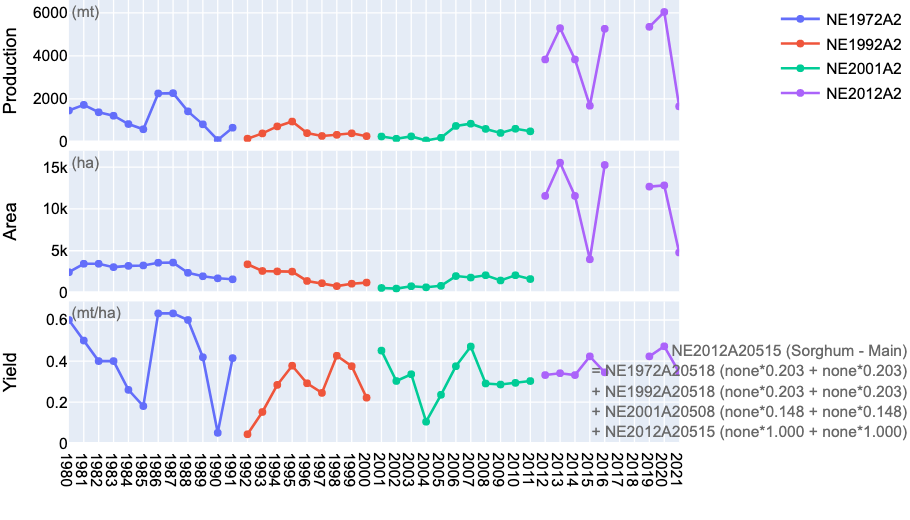 6000 (mt)
4000
2000
0
Production
NE1972A2
NE1992A2
NE2001A2
NE2012A2
15k (ha)
10k
5k
0
Area
(mt/ha)
0.6
0.4
0.2
0
Yield
NE2012A20515 (Sorghum - Main)
= NE1972A20518 (none*0.203 + none*0.203)
+ NE1992A20518 (none*0.203 + none*0.203)
+ NE2001A20508 (none*0.148 + none*0.148)
+ NE2012A20515 (none*1.000 + none*1.000)
1980
1981
1982
1983
1984
1985
1986
1987
1988
1989
1990
1991
1992
1993
1994
1995
1996
1997
1998
1999
2000
2001
2002
2003
2004
2005
2006
2007
2008
2009
2010
2011
2012
2013
2014
2015
2016
2017
2018
2019
2020
2021